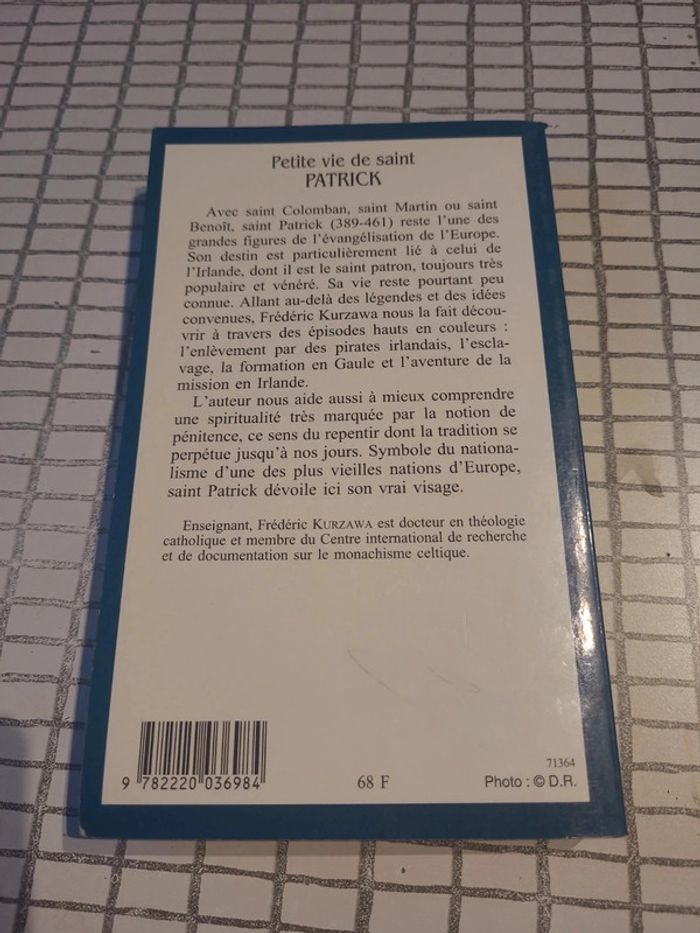 Petite vie de saint
PATRICK
Avec saint Colomban, saint Martin ou saint
Benoît, saint Patrick (389-461) reste l'une des
grandes figures de l'évangélisation de l'Europe.
Son destin est particulièrement lié à celui de
l'Irlande, dont il est le saint patron, toujours très
populaire et vénéré. Sa vie reste pourtant peu
connue. Allant au-delà des légendes et des idées
convenues, Frédéric Kurzawa nous la fait décou-
vrir à travers des épisodes hauts en couleurs :
l'enlèvement par des pirates irlandais, l'escla-
vage, la formation en Gaule et l'aventure de la
mission en Irlande.
L'auteur nous aide aussi à mieux comprendre
une spiritualité très marquée par la notion de
pénitence, ce sens du repentir dont la tradition se
perpétue jusqu'à nos jours. Symbole du nationa-
lisme d'une des plus vieilles nations d'Europe,
saint Patrick dévoile ici son vrai visage.
Enseignant, Frédéric KURZAWA est docteur en théologie
catholique et membre du Centre international de recherche
et de documentation sur le monachisme celtique.
71364
9 782220 036984
68 F
Photo : © D.R.